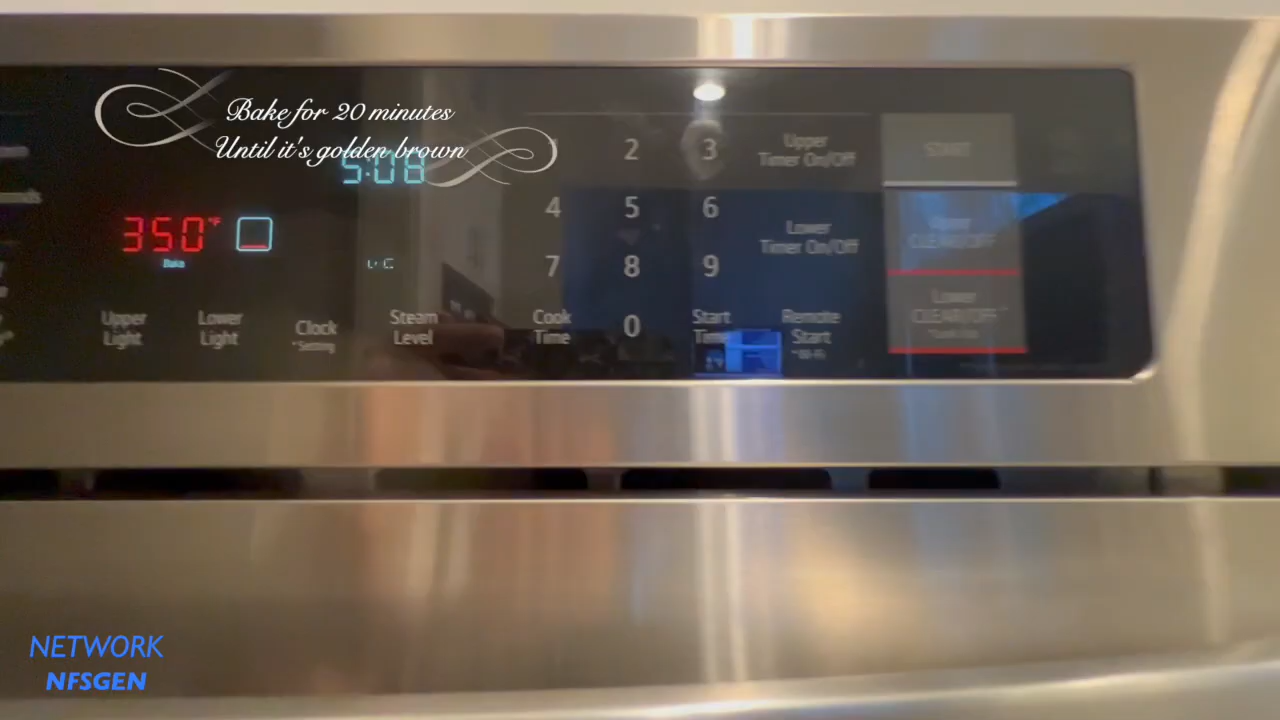 Bake for 20 minutes
Until it's golden brown
5:08
350°F
Bake
Upper Light
Lower Light
Clock
*Setting
Steam Level
2
3
4
5
6
7
8
9
0
Cook Time
Start Time
Upper Timer On/Off
Lower Timer On/Off
Remote Start
*Wi-Fi
START
Upper CLEAR/OFF
Lower CLEAR/OFF
NETWORK
NFSGEN